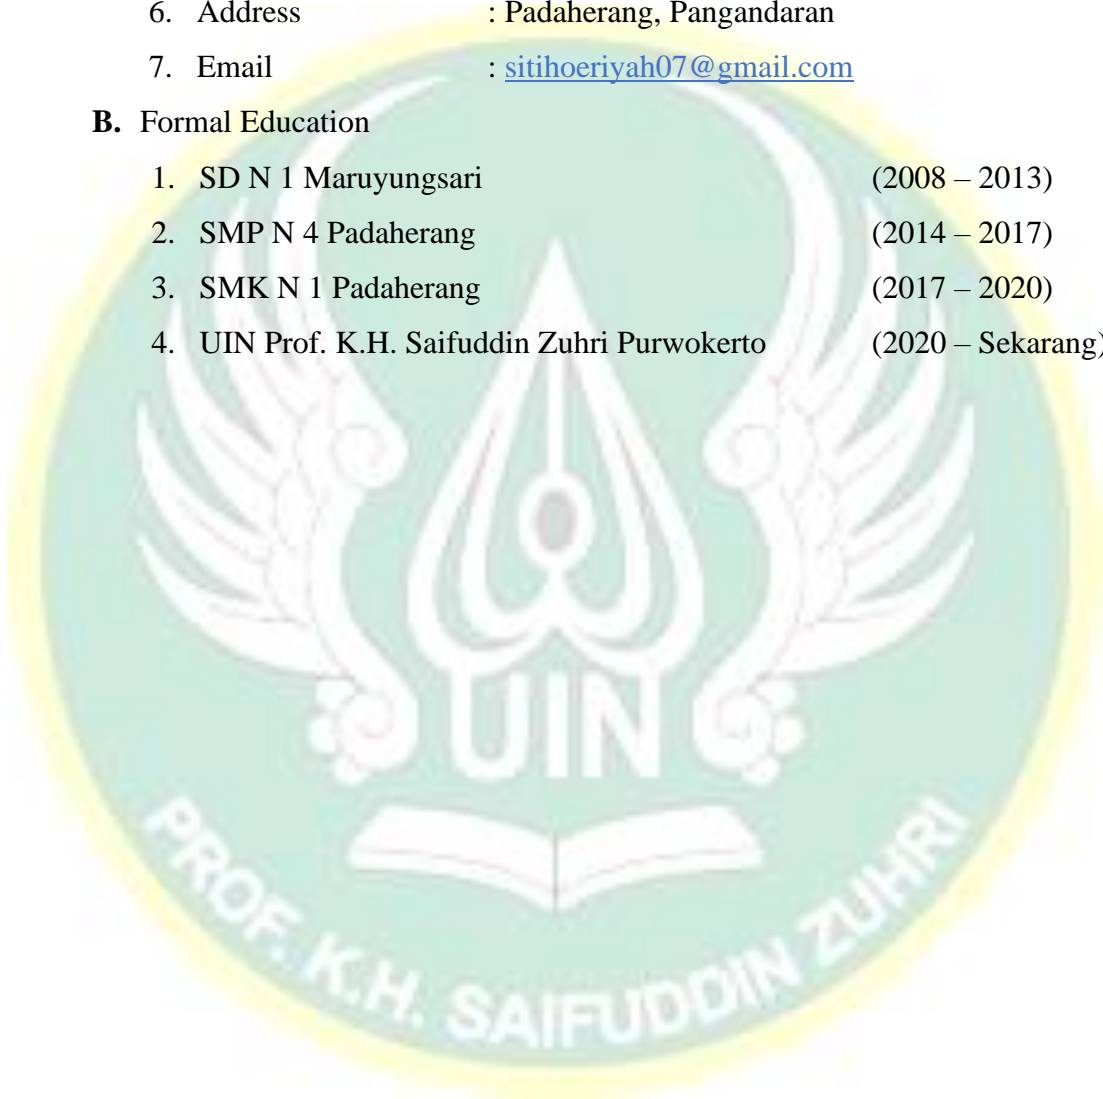 6. Address : Padaherang, Pangandaran
7. Email : sitihoeriyah07@gmail.com
B. Formal Education
1. SD N 1 Maruyungsari (2008 – 2013)
2. SMP N 4 Padaherang (2014 – 2017)
3. SMK N 1 Padaherang (2017 – 2020)
4. UIN Prof. K.H. Saifuddin Zuhri Purwokerto (2020 – Sekarang)
UIN
PROF. K.H. SAIFUDDIN ZUHRI